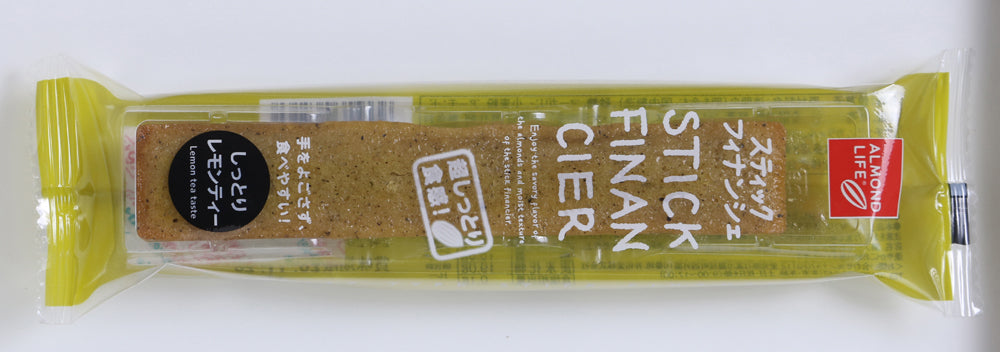 ALMOND
LIFE®
スティック
フィナンシェ
STICK
FINAN
CIER
Enjoy the savory flavor of
the almonds and moist texture
of the stick financier.
超しっとり
食感!
手をよごさず、
食べやすい!
しっとり
レモンティー
Lemon tea taste